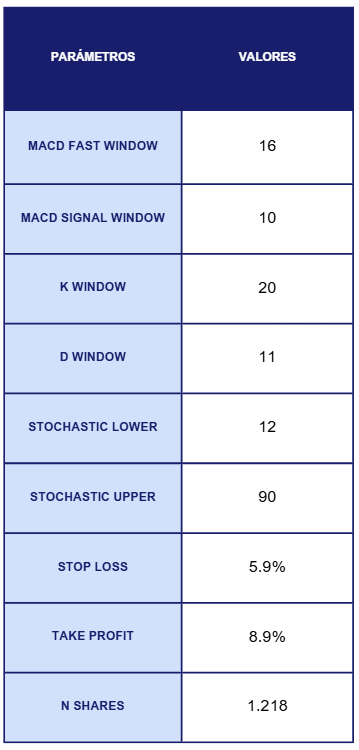 PARÁMETROS VALORES
MACD FAST WINDOW 16
MACD SIGNAL WINDOW 10
K WINDOW 20
D WINDOW 11
STOCHASTIC LOWER 12
STOCHASTIC UPPER 90
STOP LOSS 5.9%
TAKE PROFIT 8.9%
N SHARES 1.218